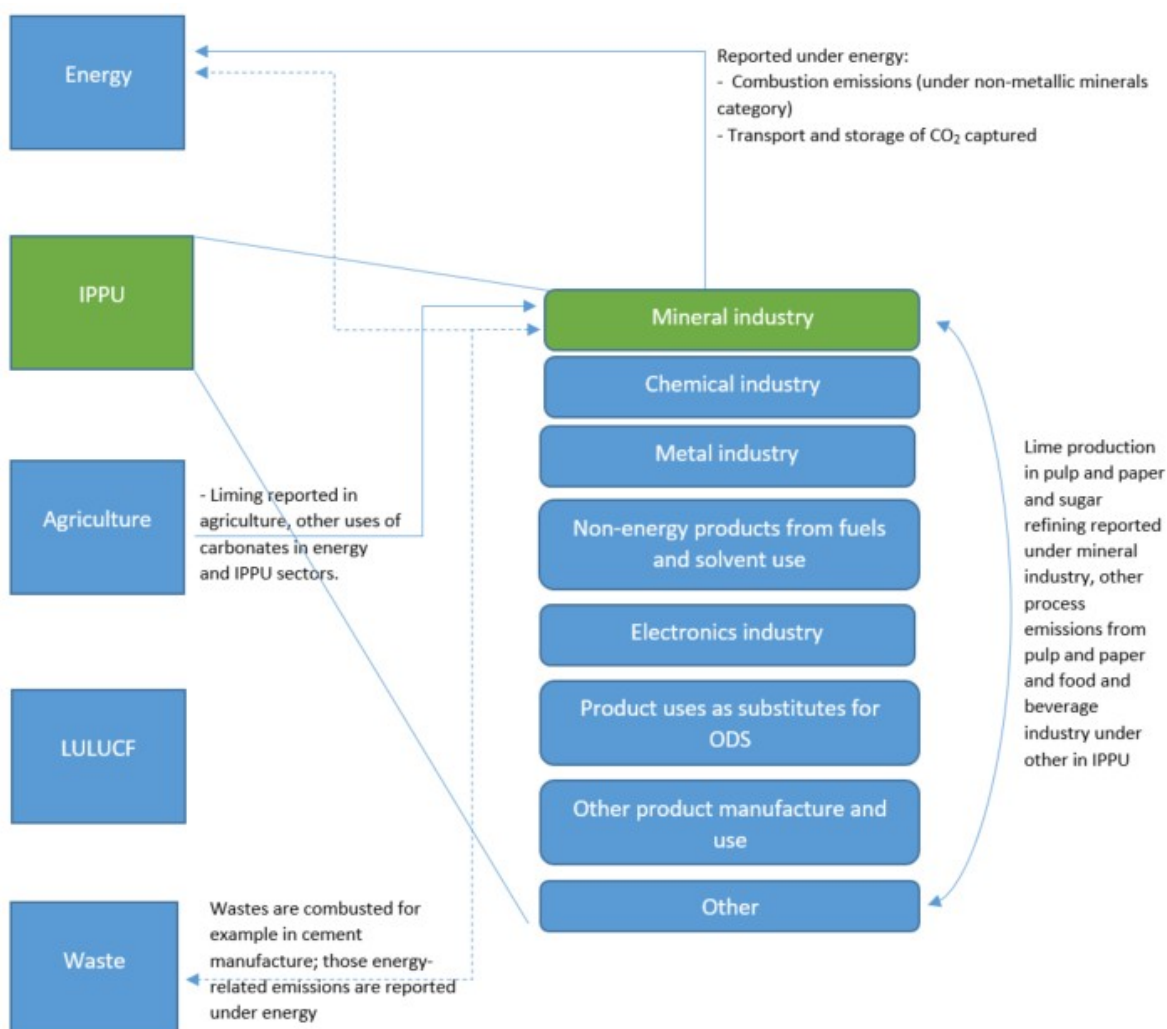 Energy
Reported under energy:
- Combustion emissions (under non-metallic minerals
category)
- Transport and storage of CO₂ captured
IPPU
Mineral industry
Chemical industry
Metal industry
Non-energy products from fuels
and solvent use
Electronics industry
Product uses as substitutes for
ODS
Other product manufacture and
use
Other
Lime production
in pulp and paper
and sugar
refining reported
under mineral
industry, other
process
emissions from
pulp and paper
and food and
beverage
industry under
other in IPPU
Agriculture
- Liming reported in
agriculture, other uses of
carbonates in energy
and IPPU sectors.
LULUCF
Waste
Wastes are combusted for
example in cement
manufacture; those energy-
related emissions are reported
under energy